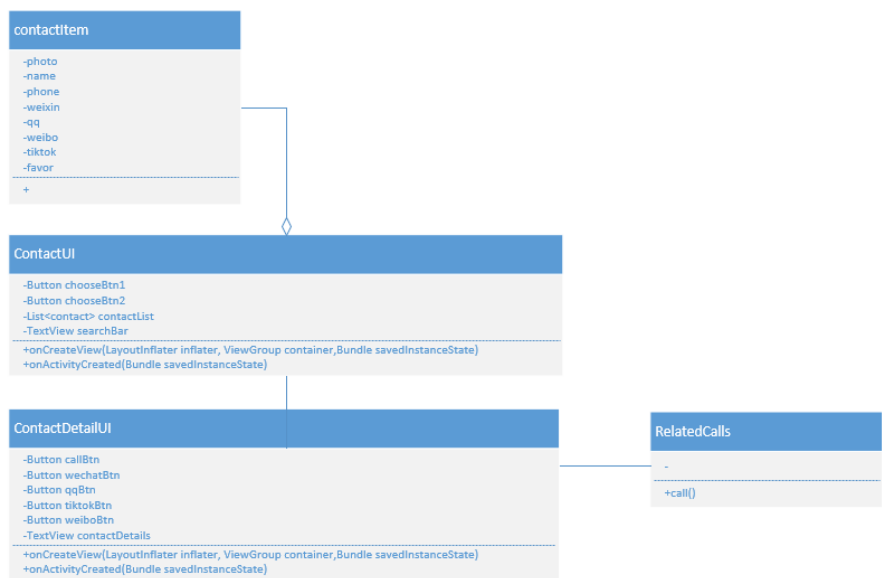 contactItem
-photo
-name
-phone
-weixin
-qq
-weibo
-tiktok
-favor
+
ContactUI
-Button chooseBtn1
-Button chooseBtn2
-List<contact> contactList
-TextView searchBar
+onCreateView(LayoutInflater inflater, ViewGroup container,Bundle savedInstanceState)
+onActivityCreated(Bundle savedInstanceState)
ContactDetailUI
-Button callBtn
-Button wechatBtn
-Button qqBtn
-Button tiktokBtn
-Button weiboBtn
-TextView contactDetails
+onCreateView(LayoutInflater inflater, ViewGroup container,Bundle savedInstanceState)
+onActivityCreated(Bundle savedInstanceState)
RelatedCalls
-
+call()